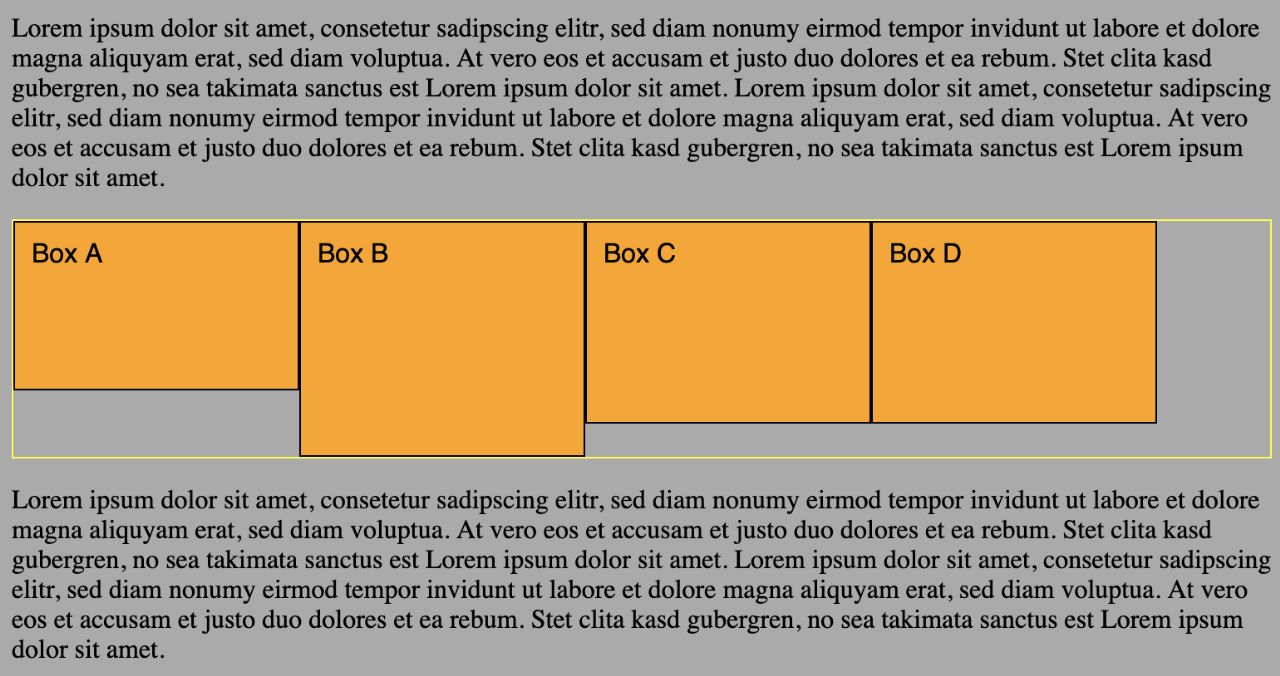 Lorem ipsum dolor sit amet, consetetur sadipscing elitr, sed diam nonumy eirmod tempor invidunt ut labore et dolore
magna aliquyam erat, sed diam voluptua. At vero eos et accusam et justo duo dolores et ea rebum. Stet clita kasd
gubergren, no sea takimata sanctus est Lorem ipsum dolor sit amet. Lorem ipsum dolor sit amet, consetetur sadipscing
elitr, sed diam nonumy eirmod tempor invidunt ut labore et dolore magna aliquyam erat, sed diam voluptua. At vero
eos et accusam et justo duo dolores et ea rebum. Stet clita kasd gubergren, no sea takimata sanctus est Lorem ipsum
dolor sit amet.
Box A
Box B
Box C
Box D
Lorem ipsum dolor sit amet, consetetur sadipscing elitr, sed diam nonumy eirmod tempor invidunt ut labore et dolore
magna aliquyam erat, sed diam voluptua. At vero eos et accusam et justo duo dolores et ea rebum. Stet clita kasd
gubergren, no sea takimata sanctus est Lorem ipsum dolor sit amet. Lorem ipsum dolor sit amet, consetetur sadipscing
elitr, sed diam nonumy eirmod tempor invidunt ut labore et dolore magna aliquyam erat, sed diam voluptua. At vero
eos et accusam et justo duo dolores et ea rebum. Stet clita kasd gubergren, no sea takimata sanctus est Lorem ipsum
dolor sit amet.